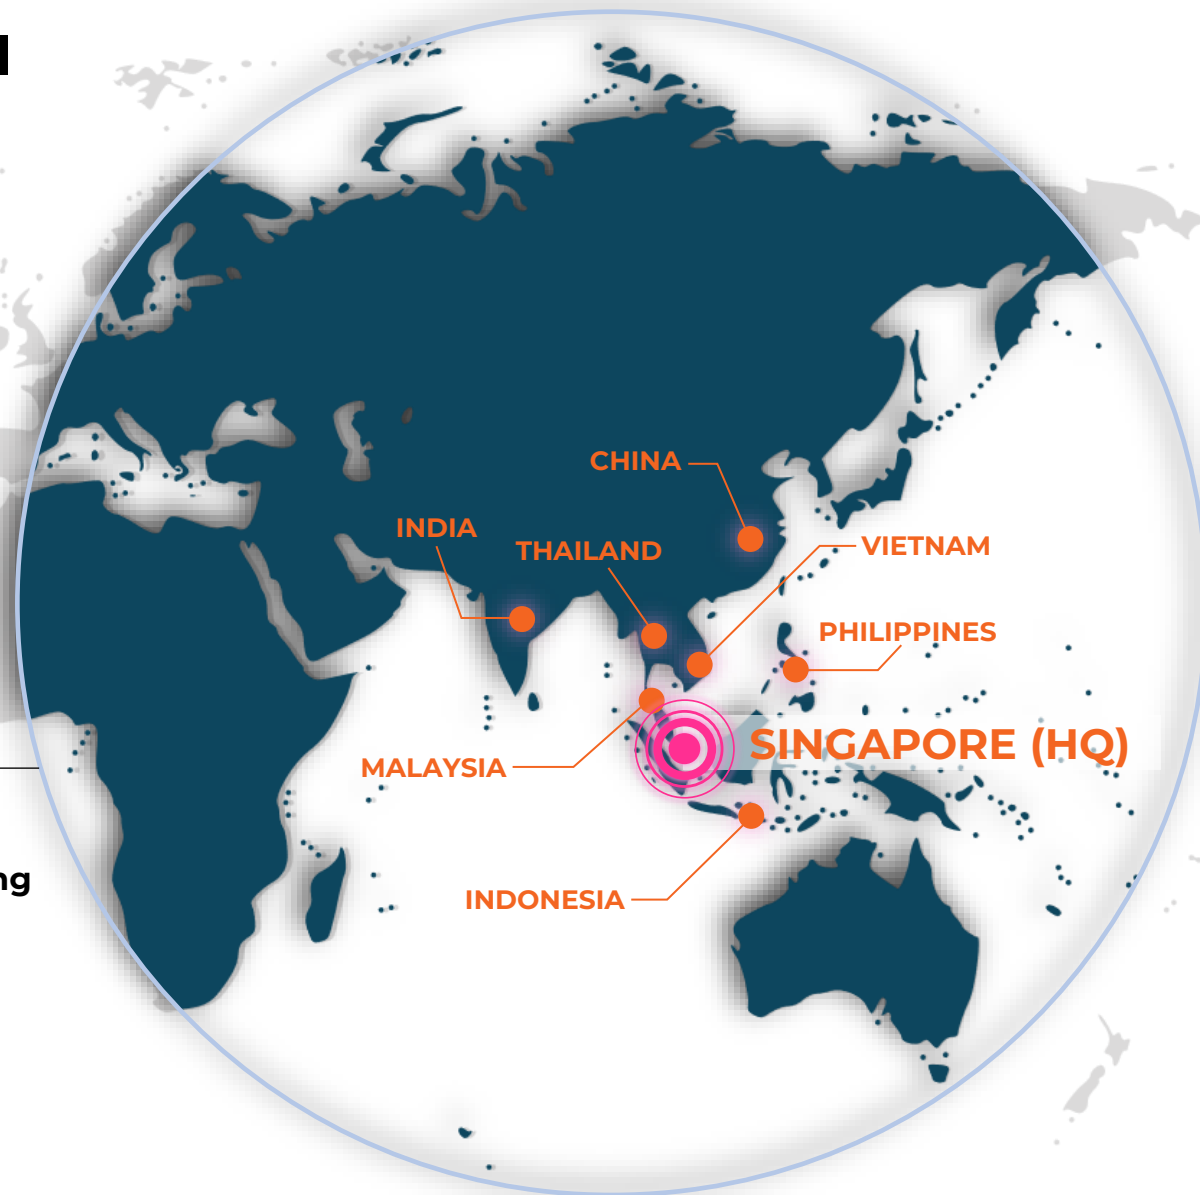 CHINA
INDIA
THAILAND
VIETNAM
PHILIPPINES
SINGAPORE (HQ)
MALAYSIA
ng
INDONESIA